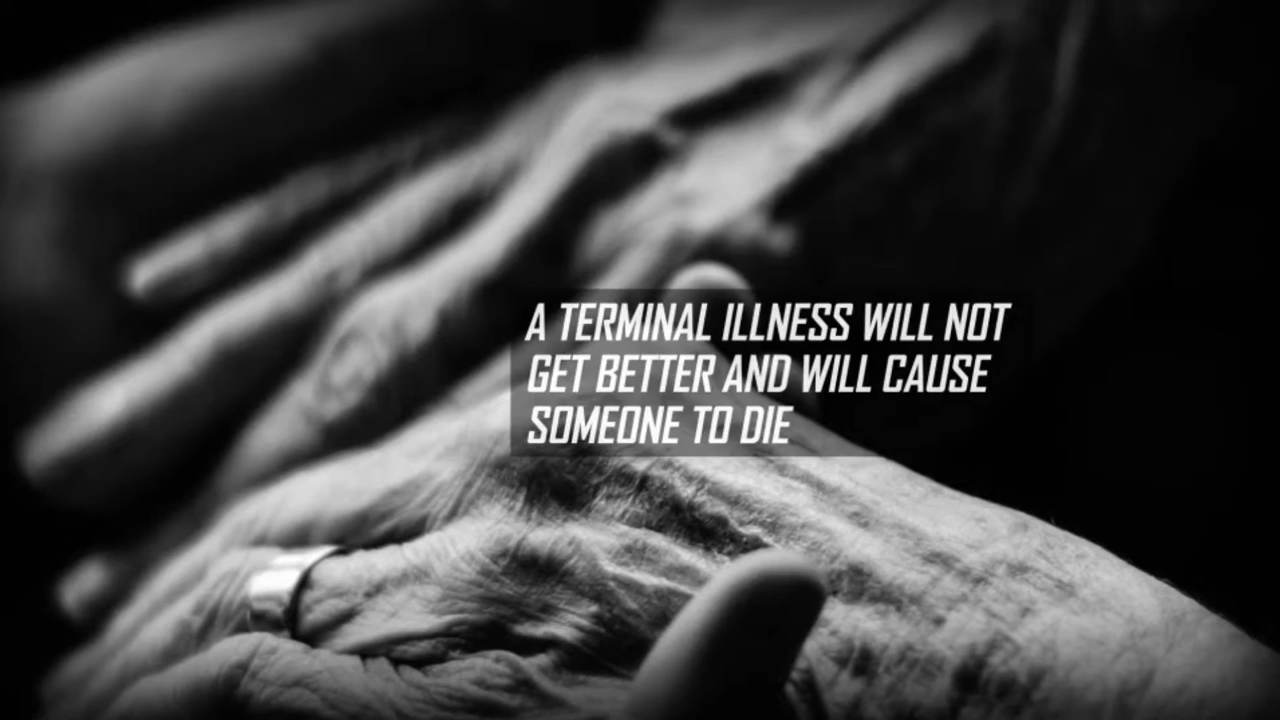 A TERMINAL ILLNESS WILL NOT
GET BETTER AND WILL CAUSE
SOMEONE TO DIE